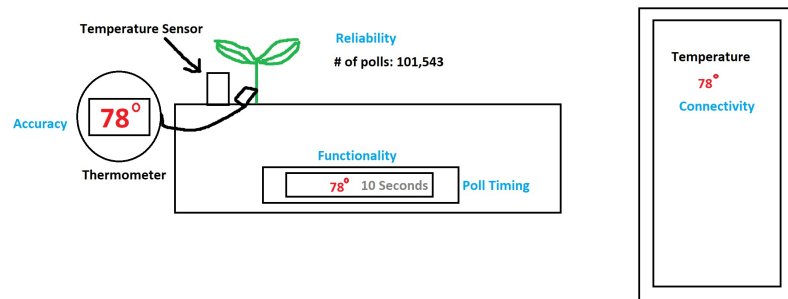 Temperature Sensor
Reliability
# of polls: 101,543
Accuracy
78°
Thermometer
Functionality
78° 10 Seconds
Poll Timing
Temperature
78°
Connectivity